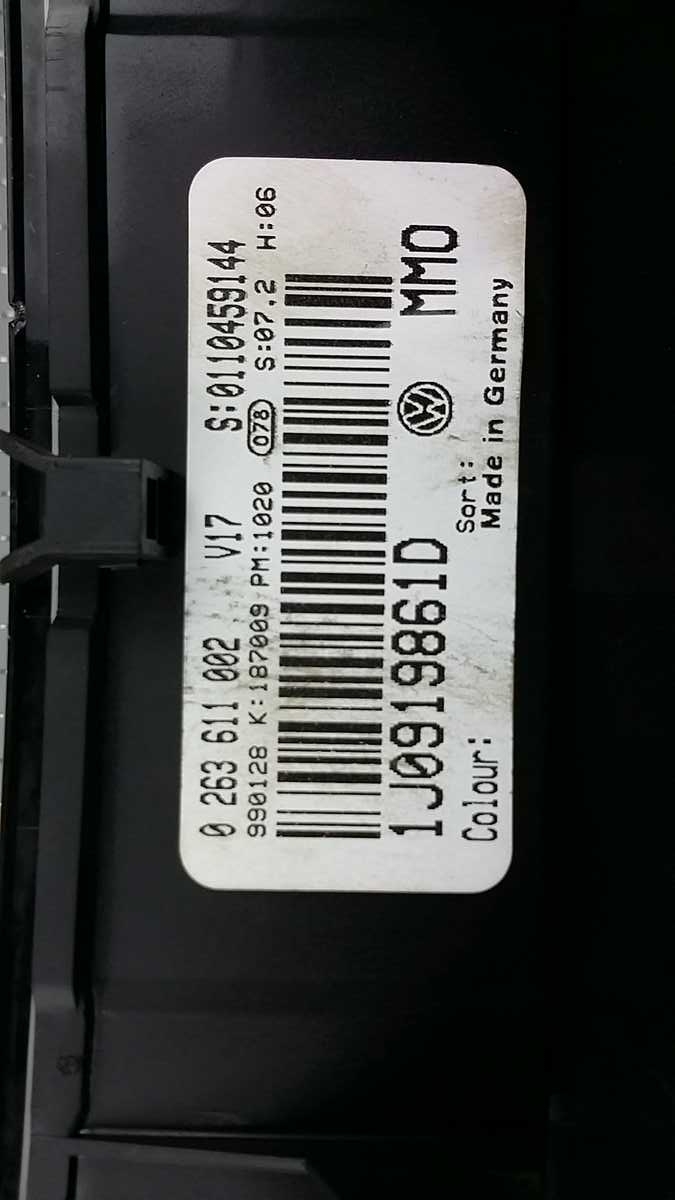 0 263 611 002 V17 S:0110459144
990128 K:187009 PM:1020 078 S:07.2 H:06
1J0919861D VW MMO
Colour: Sort:
Made in Germany